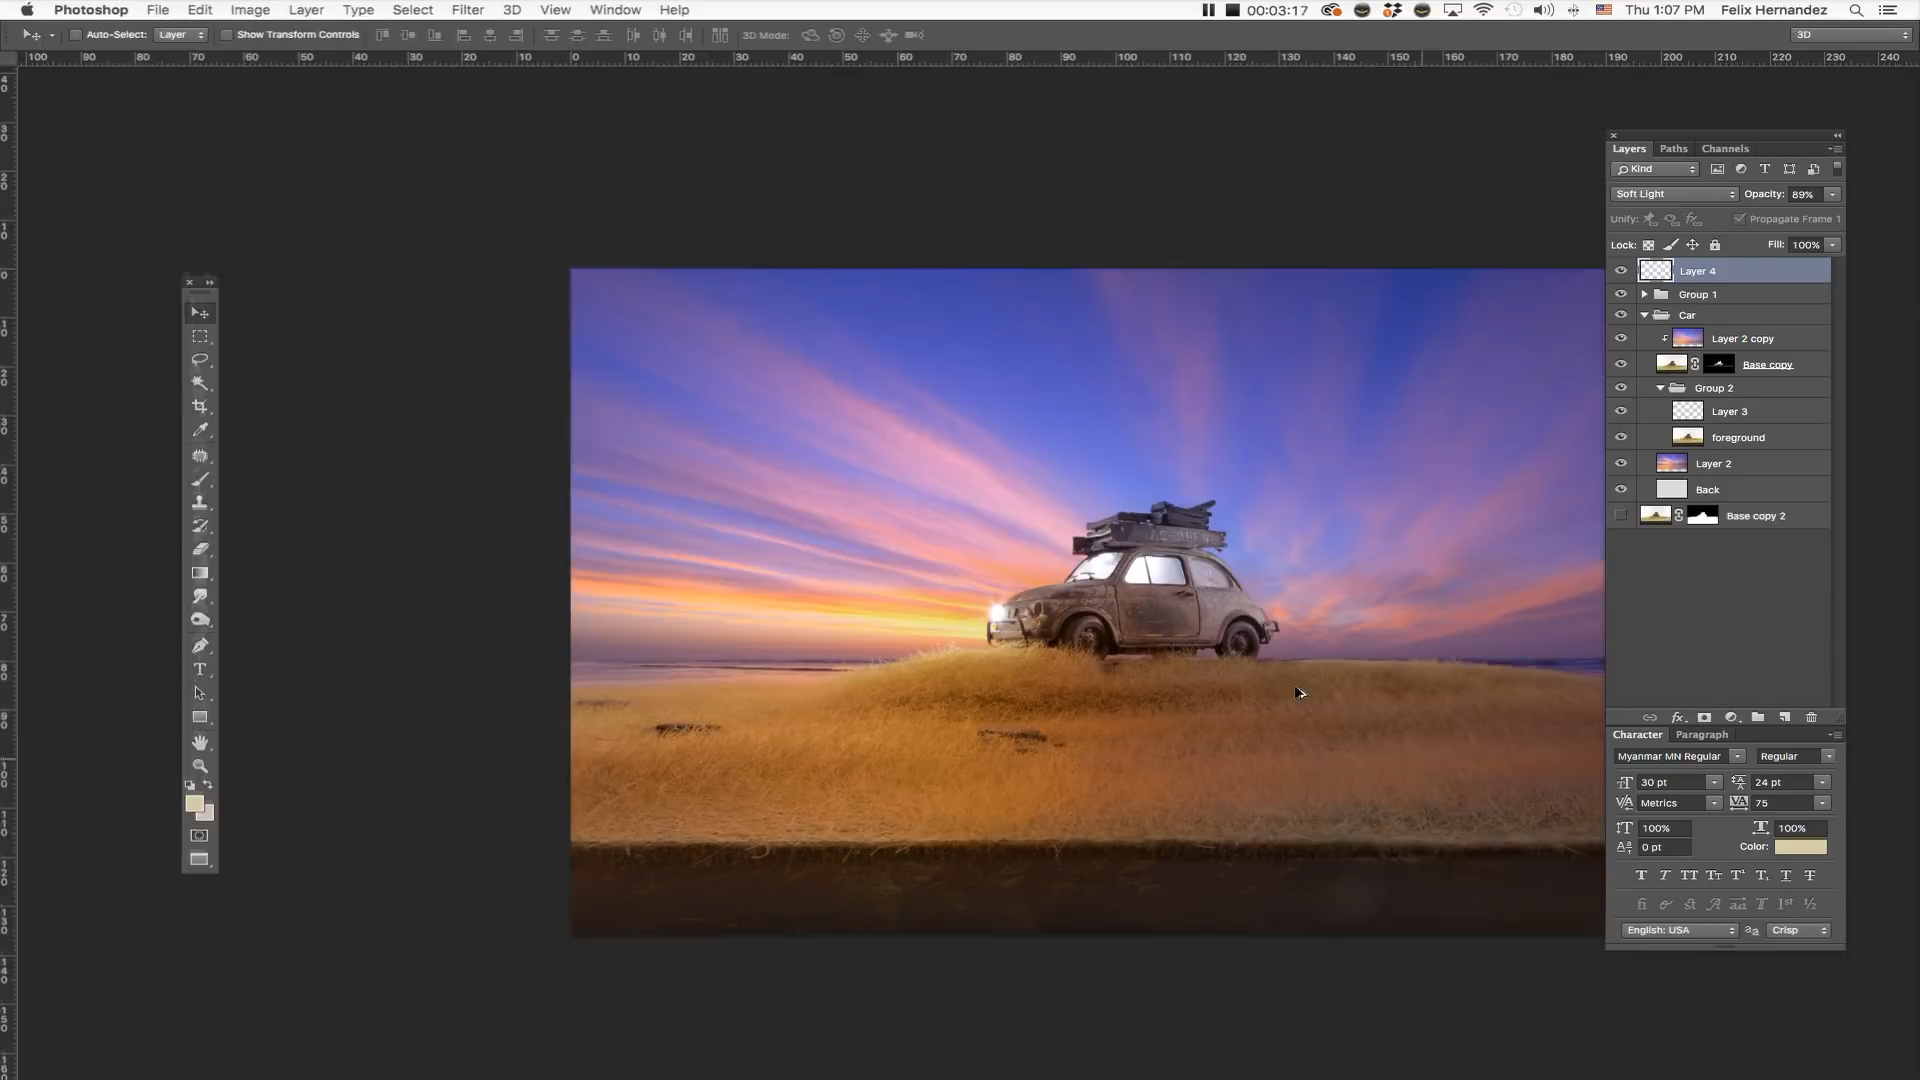 Photoshop File Edit Image Layer Type Select Filter 3D View Window Help 00:03:17 Thu 1:07 PM Felix Hernandez
Auto-Select: Layer Show Transform Controls 3D Mode: 3D
100 90 80 70 60 50 40 30 20 10 0 10 20 30 40 50 60 70 80 90 100 110 120 130 140 150 160 170 180 190 200 210 220 230 240
Layers Paths Channels
Kind
Soft Light Opacity: 89%
Unify: Propagate Frame 1
Lock: Fill: 100%
Layer 4
Group 1
Car
Layer 2 copy
Base copy
Group 2
Layer 3
foreground
Layer 2
Back
Base copy 2
Character Paragraph
Myanmar MN Regular Regular
30 pt 24 pt
Metrics 75
100% 100%
0 pt Color:
English: USA aa Crisp